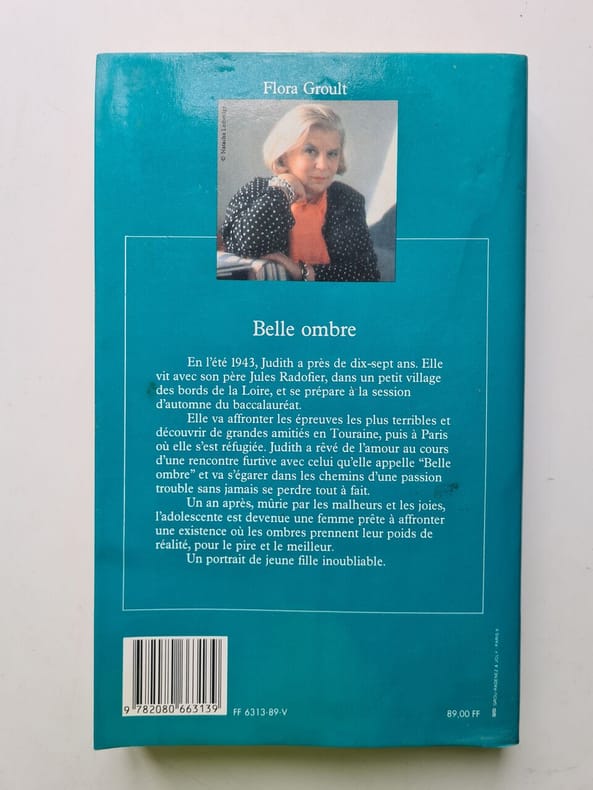 Flora Groult
Belle ombre
En l'été 1943, Judith a près de dix-sept ans. Elle
vit avec son père Jules Radofier, dans un petit village
des bords de la Loire, et se prépare à la session
d'automne du baccalauréat.
Elle va affronter les épreuves les plus terribles et
découvrir de grandes amitiés en Touraine, puis à Paris
où elle s'est réfugiée. Judith a rêvé de l'amour au cours
d'une rencontre furtive avec celui qu'elle appelle "Belle
ombre" et va s'égarer dans les chemins d'une passion
trouble sans jamais se perdre tout à fait.
Un an après, mûrie par les malheurs et les joies,
l'adolescente est devenue une femme prête à affronter
une existence où les ombres prennent leur poids de
réalité, pour le pire et le meilleur.
Un portrait de jeune fille inoubliable.
9 782080 663139
FF 6313-89-V
89,00 FF